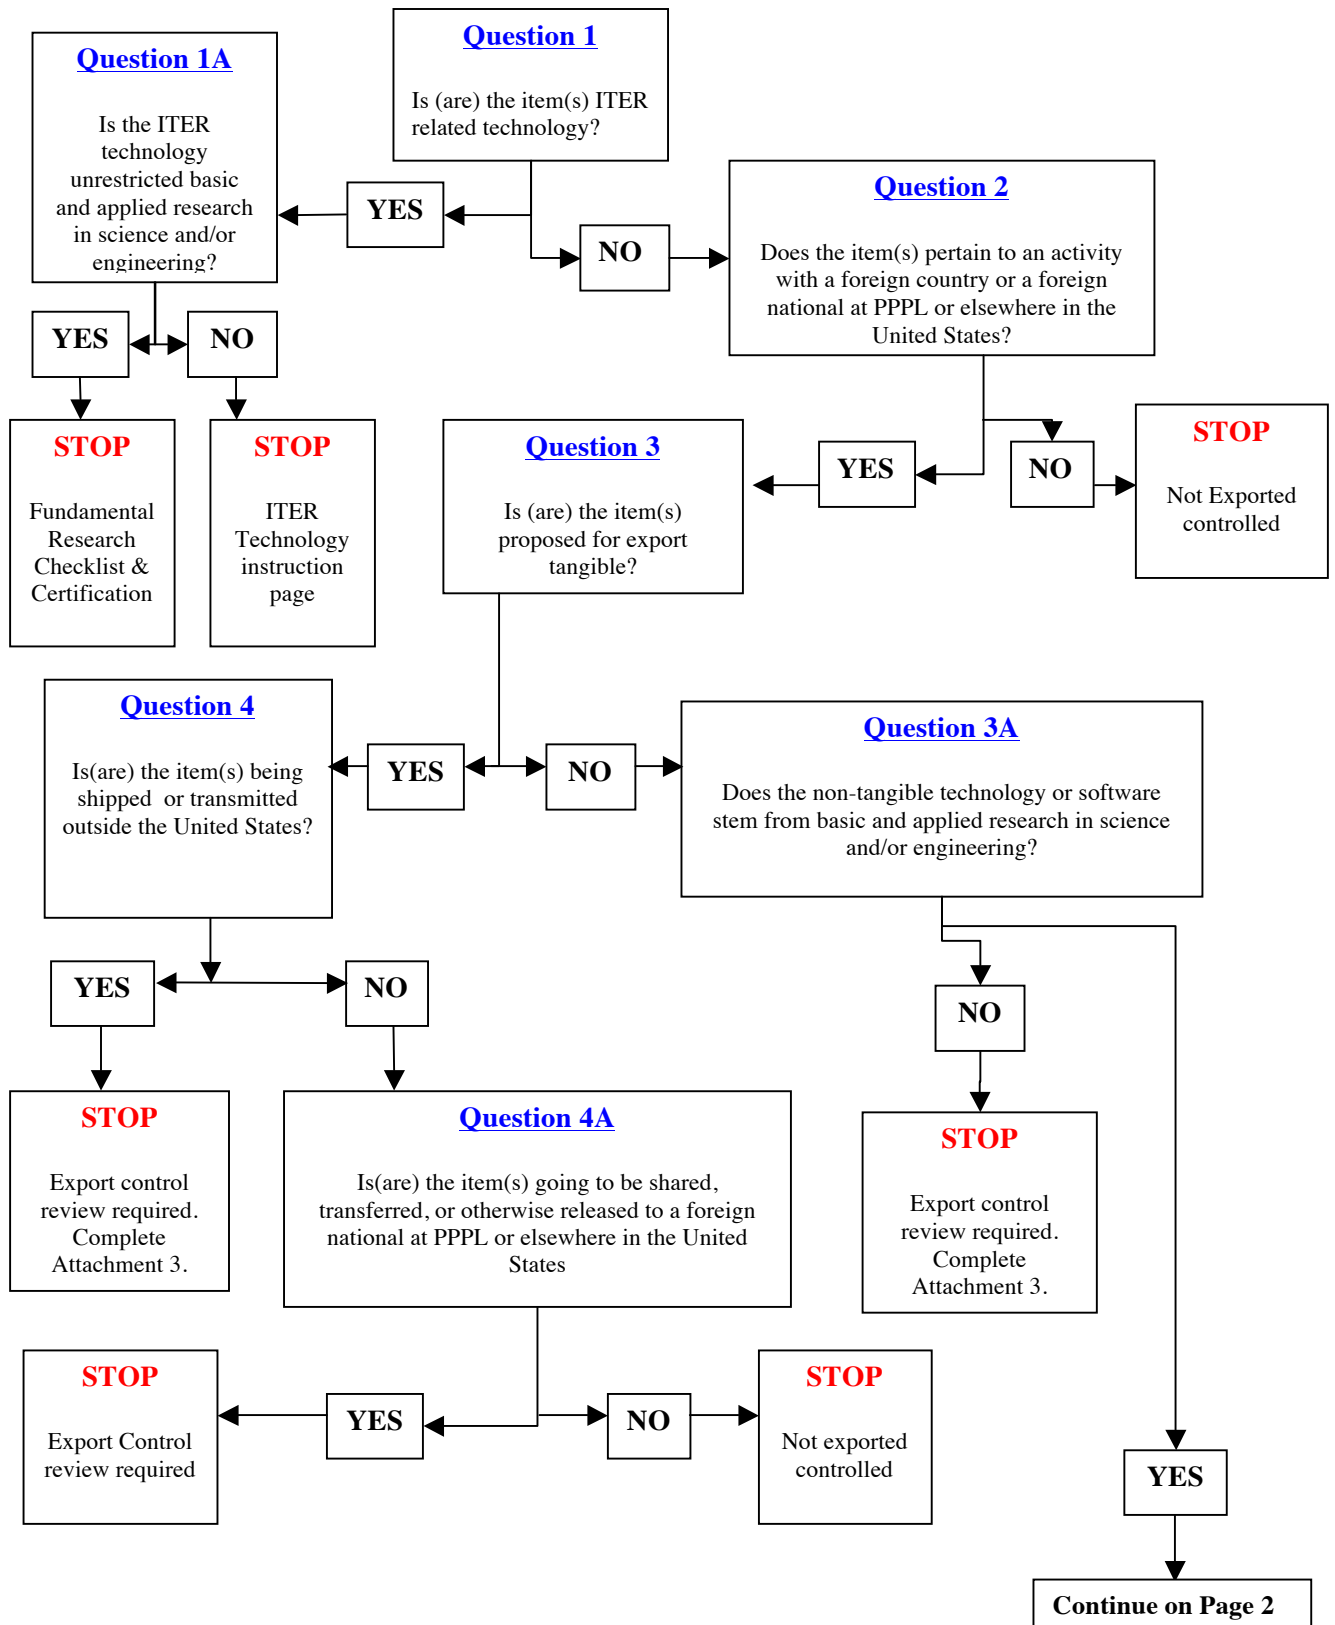 Question 1
Is (are) the item(s) ITER
related technology?
Question 1A
Is the ITER
technology
unrestricted basic
and applied research
in science and/or
engineering?
YES
NO
Question 2
Does the item(s) pertain to an activity
with a foreign country or a foreign
national at PPPL or elsewhere in the
United States?
YES
NO
STOP
Fundamental
Research
Checklist &
Certification
STOP
ITER
Technology
instruction
page
Question 3
Is (are) the item(s)
proposed for export
tangible?
YES
NO
STOP
Not Exported
controlled
Question 4
Is(are) the item(s) being
shipped  or transmitted
outside the United States?
YES
NO
Question 3A
Does the non-tangible technology or software
stem from basic and applied research in science
and/or engineering?
YES
NO
NO
STOP
Export control
review required.
Complete
Attachment 3.
Question 4A
Is(are) the item(s) going to be shared,
transferred, or otherwise released to a foreign
national at PPPL or elsewhere in the United
States
STOP
Export control
review required.
Complete
Attachment 3.
STOP
Export Control
review required
YES
NO
STOP
Not exported
controlled
YES
Continue on Page 2